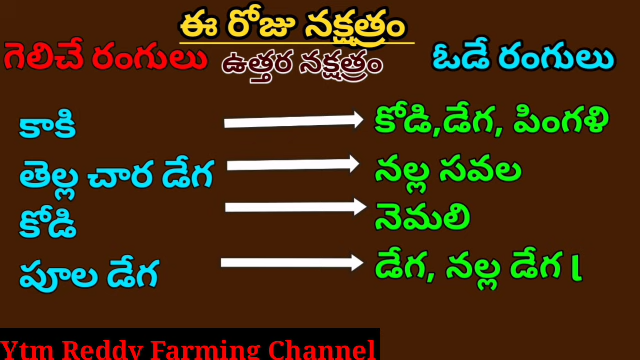 ఈ రోజు నక్షత్రం
గెలిచే రంగులు ఉత్తర నక్షత్రం ఓడే రంగులు
కాకి కోడి,డేగ, పింగళి
తెల్ల చార డేగ నల్ల సవల
కోడి నెమలి
పూల డేగ డేగ, నల్ల డేగ l
Ytm Reddy Farming Channel